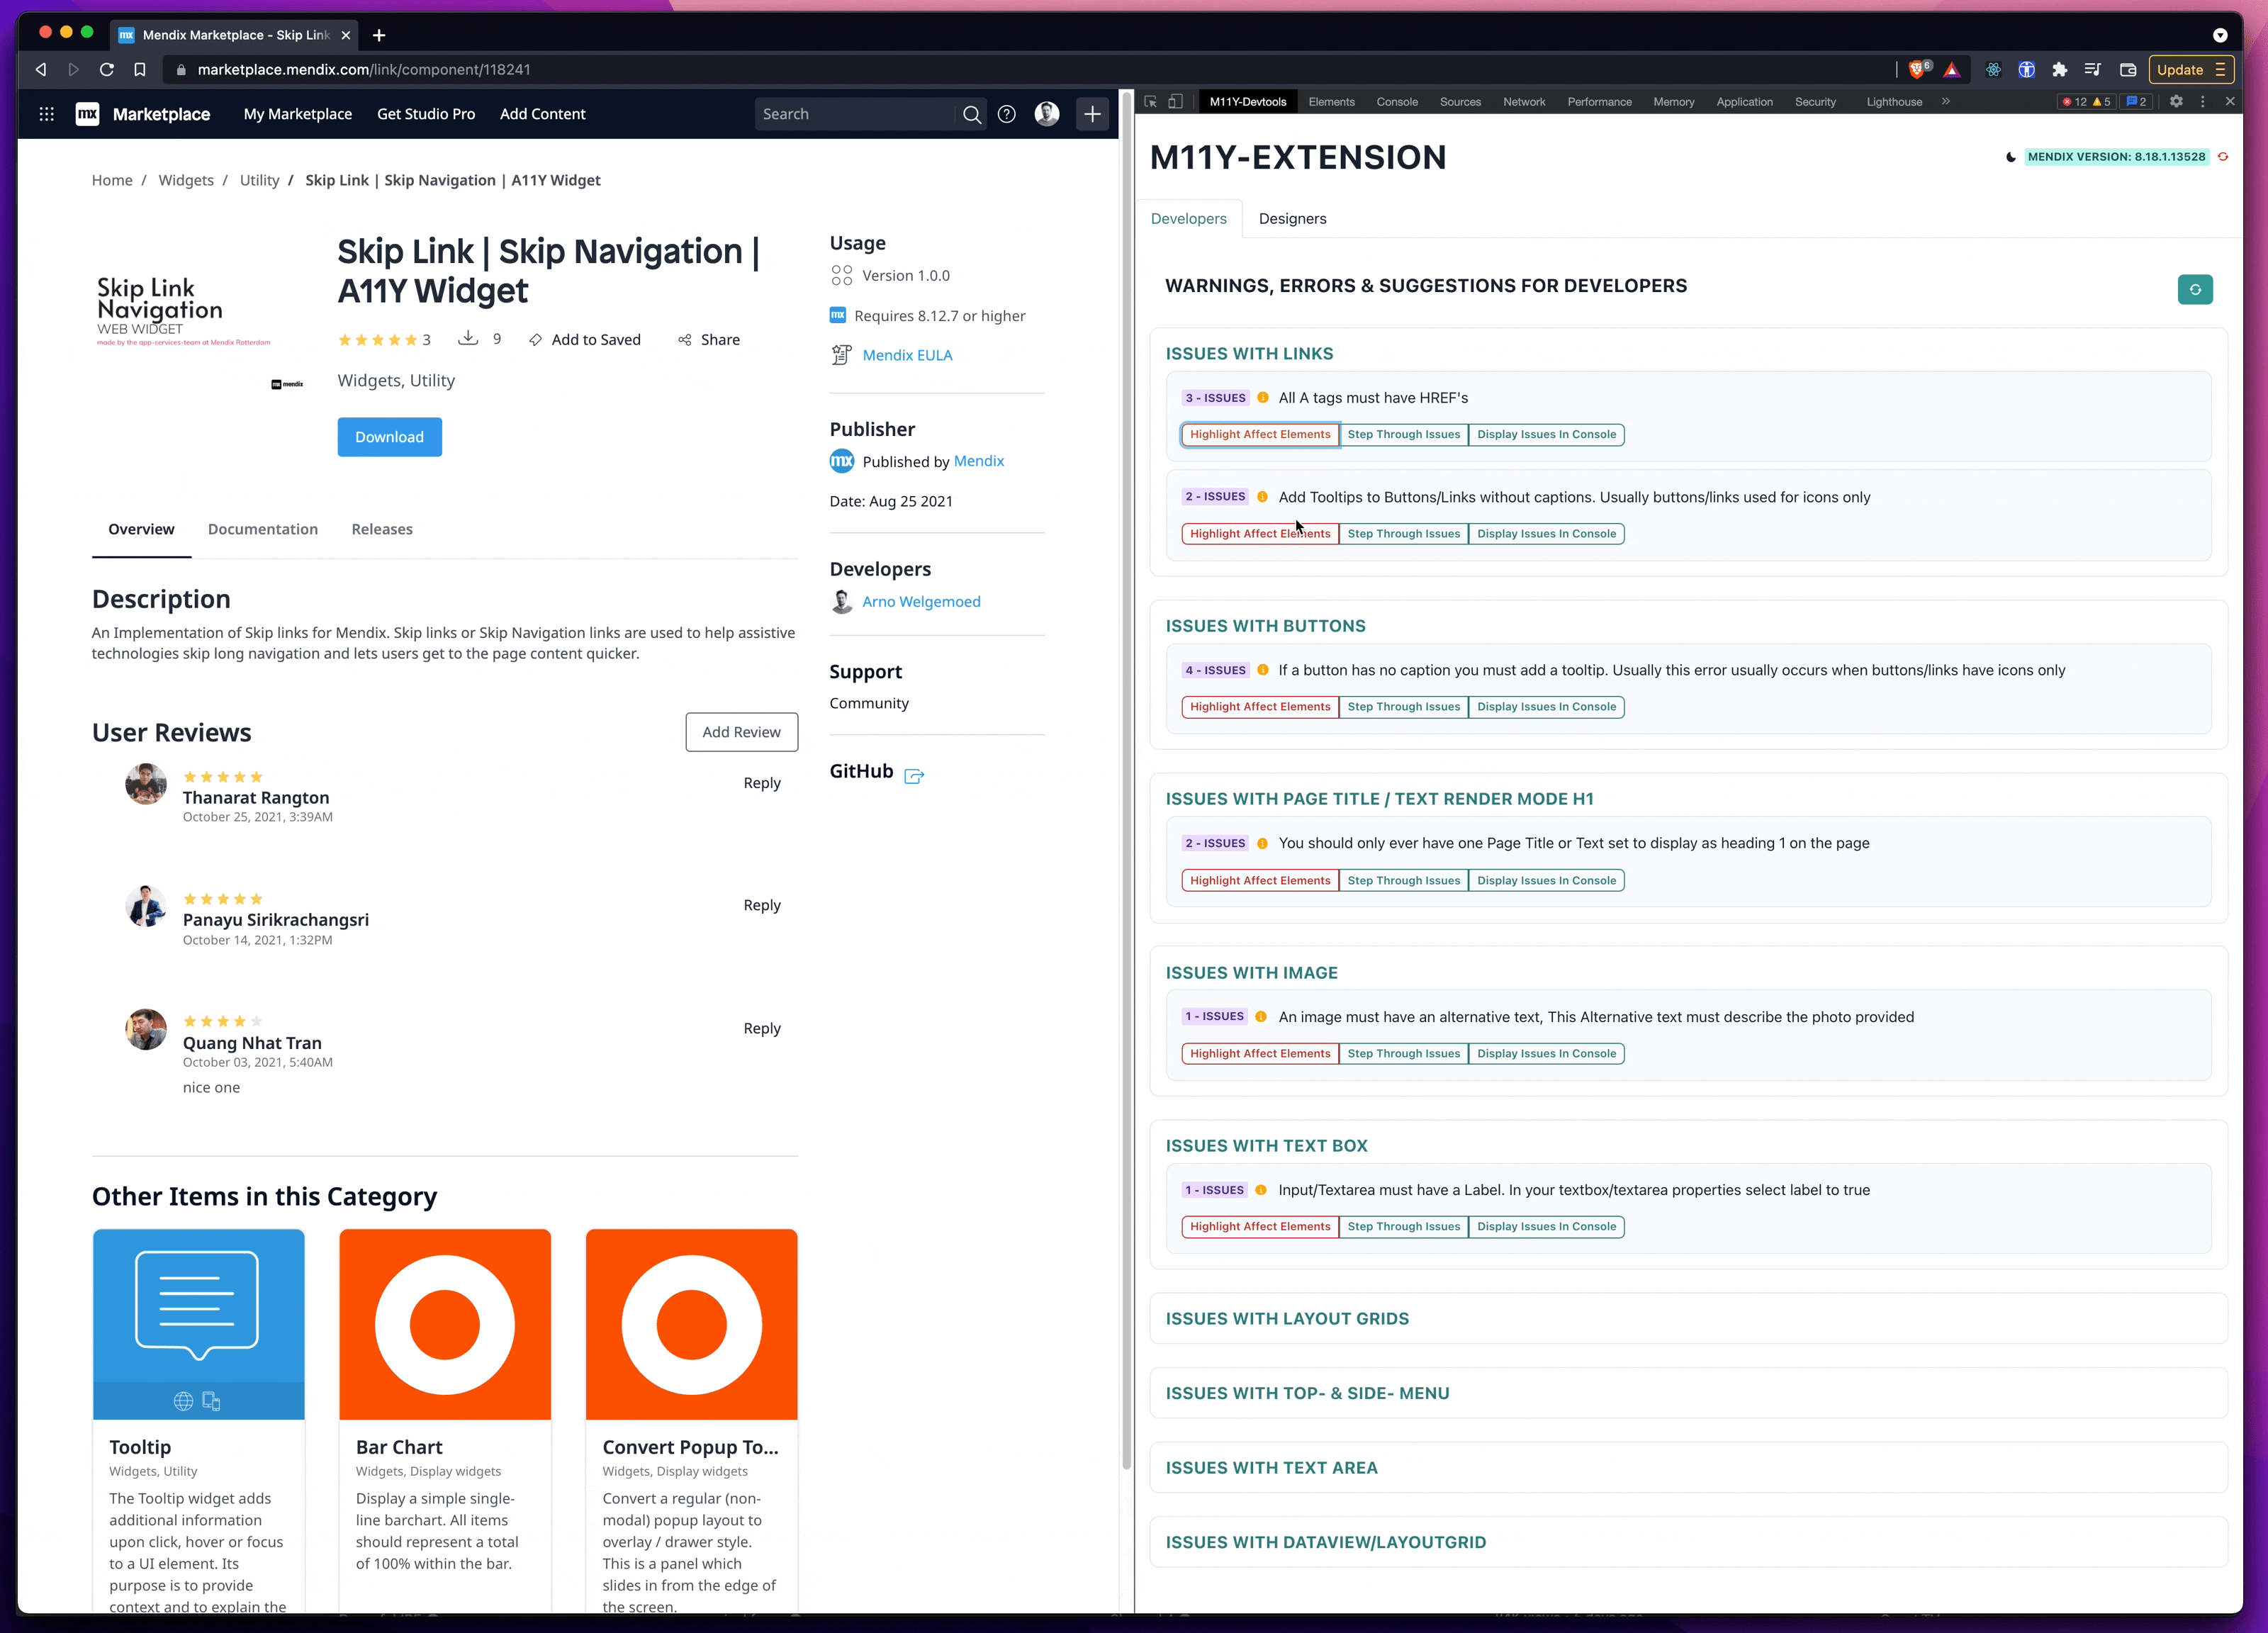 Mendix Marketplace - Skip Link
marketplace.mendix.com/link/component/118241
6
Update
mx
Marketplace
My Marketplace
Get Studio Pro
Add Content
Search
Home / Widgets / Utility / Skip Link | Skip Navigation | A11Y Widget
Skip Link
Navigation
WEB WIDGET
made by the app-services-team at Mendix Rotterdam
mx mendix
Skip Link | Skip Navigation |
A11Y Widget
3
9
Add to Saved
Share
Widgets, Utility
Download
Overview
Documentation
Releases
Description
An Implementation of Skip links for Mendix. Skip links or Skip Navigation links are used to help assistive
technologies skip long navigation and lets users get to the page content quicker.
User Reviews
Add Review
Thanarat Rangton
October 25, 2021, 3:39AM
Reply
Panayu Sirikrachangsri
October 14, 2021, 1:32PM
Reply
Quang Nhat Tran
October 03, 2021, 5:40AM
nice one
Reply
Other Items in this Category
Tooltip
Widgets, Utility
The Tooltip widget adds
additional information
upon click, hover or focus
to a UI element. Its
purpose is to provide
context and to explain the
Bar Chart
Widgets, Display widgets
Display a simple single-
line barchart. All items
should represent a total
of 100% within the bar.
Convert Popup To...
Widgets, Display widgets
Convert a regular (non-
modal) popup layout to
overlay / drawer style.
This is a panel which
slides in from the edge of
the screen.
Usage
Version 1.0.0
mx Requires 8.12.7 or higher
Mendix EULA
Publisher
mx Published by Mendix
Date: Aug 25 2021
Developers
Arno Welgemoed
Support
Community
GitHub
M11Y-Devtools
Elements
Console
Sources
Network
Performance
Memory
Application
Security
Lighthouse
12 5
2
M11Y-EXTENSION
MENDIX VERSION: 8.18.1.13528
Developers
Designers
WARNINGS, ERRORS & SUGGESTIONS FOR DEVELOPERS
ISSUES WITH LINKS
3 - ISSUES All A tags must have HREF's
Highlight Affect Elements Step Through Issues Display Issues In Console
2 - ISSUES Add Tooltips to Buttons/Links without captions. Usually buttons/links used for icons only
Highlight Affect Elements Step Through Issues Display Issues In Console
ISSUES WITH BUTTONS
4 - ISSUES If a button has no caption you must add a tooltip. Usually this error usually occurs when buttons/links have icons only
Highlight Affect Elements Step Through Issues Display Issues In Console
ISSUES WITH PAGE TITLE / TEXT RENDER MODE H1
2 - ISSUES You should only ever have one Page Title or Text set to display as heading 1 on the page
Highlight Affect Elements Step Through Issues Display Issues In Console
ISSUES WITH IMAGE
1 - ISSUES An image must have an alternative text, This Alternative text must describe the photo provided
Highlight Affect Elements Step Through Issues Display Issues In Console
ISSUES WITH TEXT BOX
1 - ISSUES Input/Textarea must have a Label. In your textbox/textarea properties select label to true
Highlight Affect Elements Step Through Issues Display Issues In Console
ISSUES WITH LAYOUT GRIDS
ISSUES WITH TOP- & SIDE- MENU
ISSUES WITH TEXT AREA
ISSUES WITH DATAVIEW/LAYOUTGRID